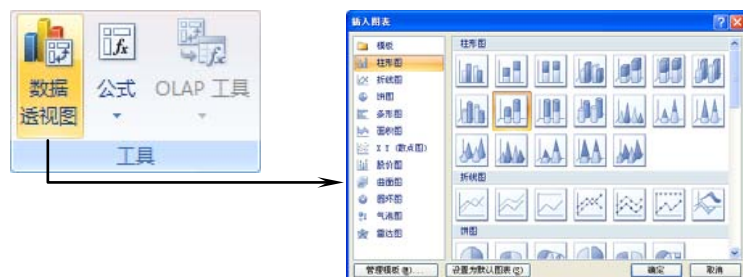 数据
透视图
公式
OLAP 工具
工具
插入图表
模板
柱形图
折线图
饼图
条形图
面积图
X Y (散点图)
股价图
曲面图
圆环图
气泡图
雷达图
柱形图
折线图
饼图
管理模板(M)...
设置为默认图表(S)
确定
取消